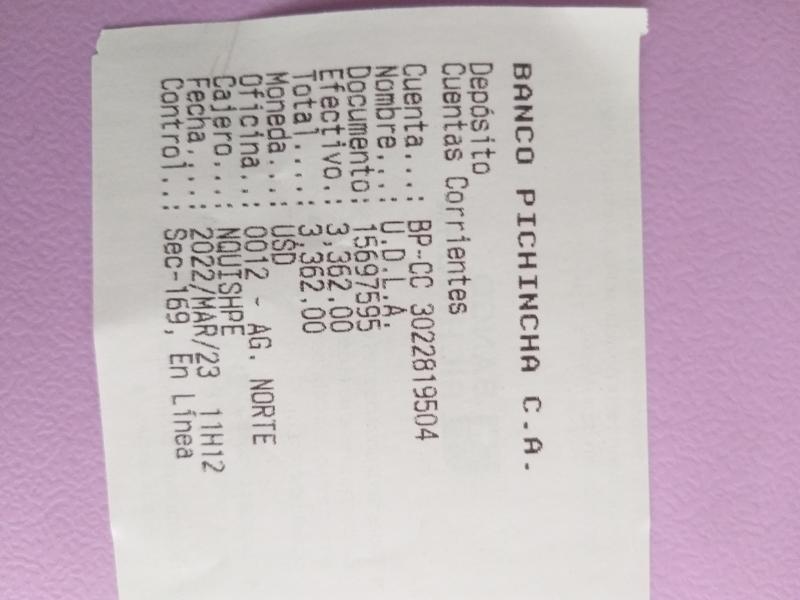 BANCO PICHINCHA C.A.
Depósito
Cuentas Corrientes
Cuenta...: BP-CC 3022819504
Nombre...: U.D.L.A.
Documento: 15697595
Efectivo.: 3,362.00
Total....: 3,362.00
Moneda...: USD
Oficina..: 0012 - AG. NORTE
Cajero...: NQUISHPE
Fecha....: 2022/MAR/23 11H12
Control..: Sec-169, En Línea